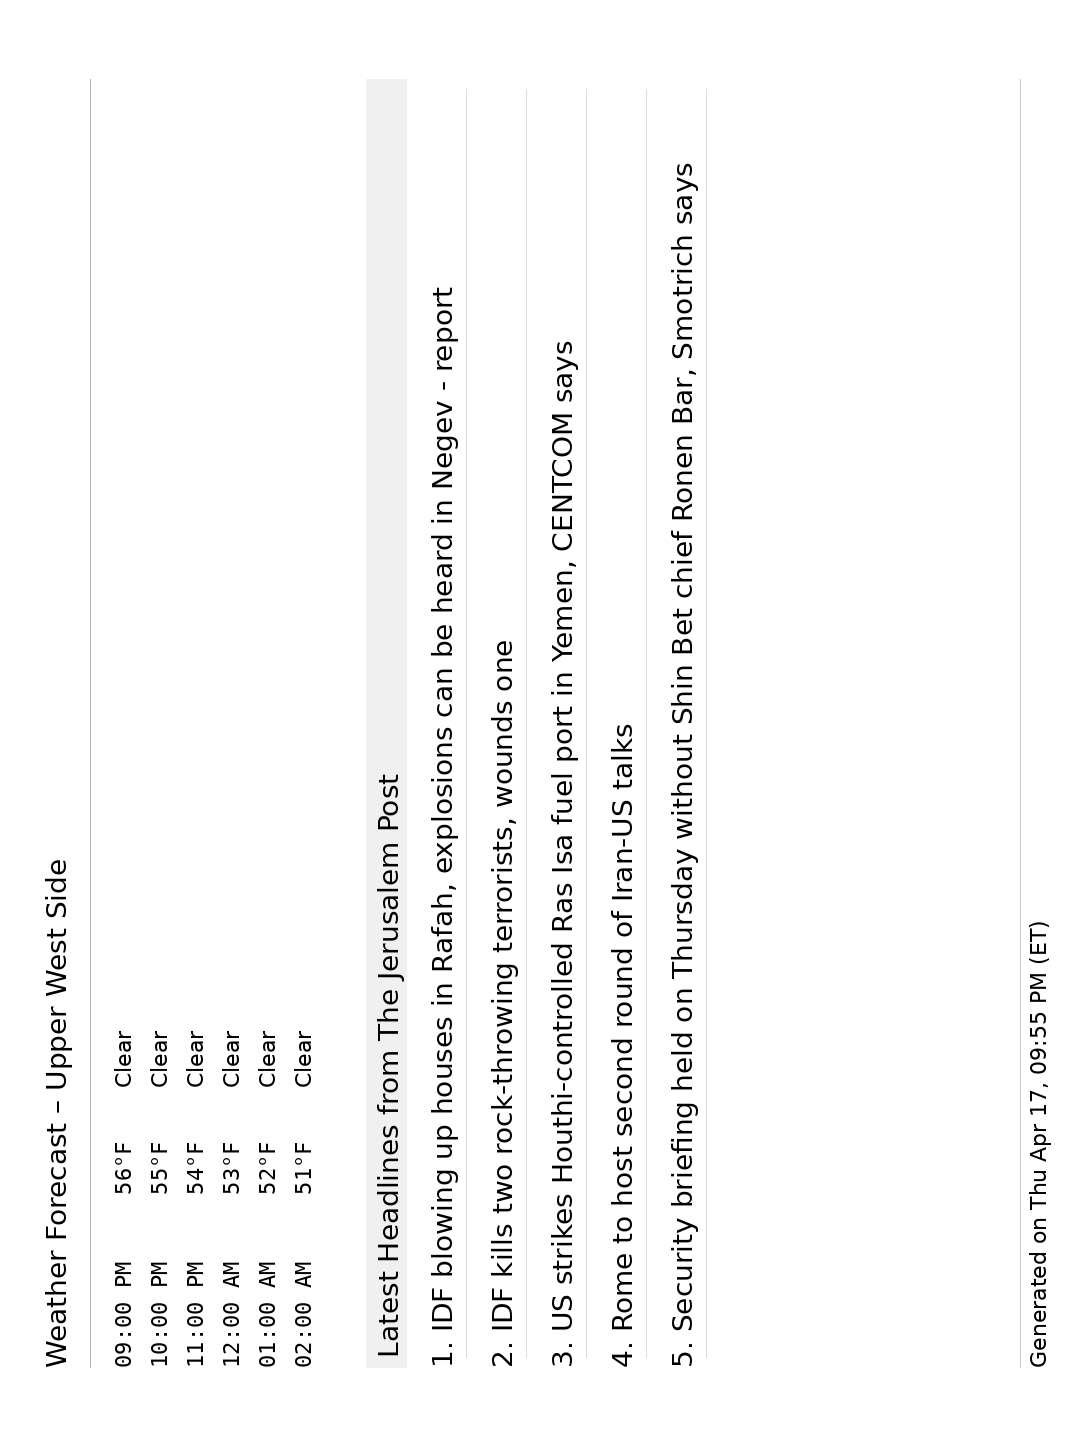 Weather Forecast – Upper West Side
09:00 PM 56°F Clear
10:00 PM 55°F Clear
11:00 PM 54°F Clear
12:00 AM 53°F Clear
01:00 AM 52°F Clear
02:00 AM 51°F Clear
Latest Headlines from The Jerusalem Post
1. IDF blowing up houses in Rafah, explosions can be heard in Negev - report
2. IDF kills two rock-throwing terrorists, wounds one
3. US strikes Houthi-controlled Ras Isa fuel port in Yemen, CENTCOM says
4. Rome to host second round of Iran-US talks
5. Security briefing held on Thursday without Shin Bet chief Ronen Bar, Smotrich says
Generated on Thu Apr 17, 09:55 PM (ET)